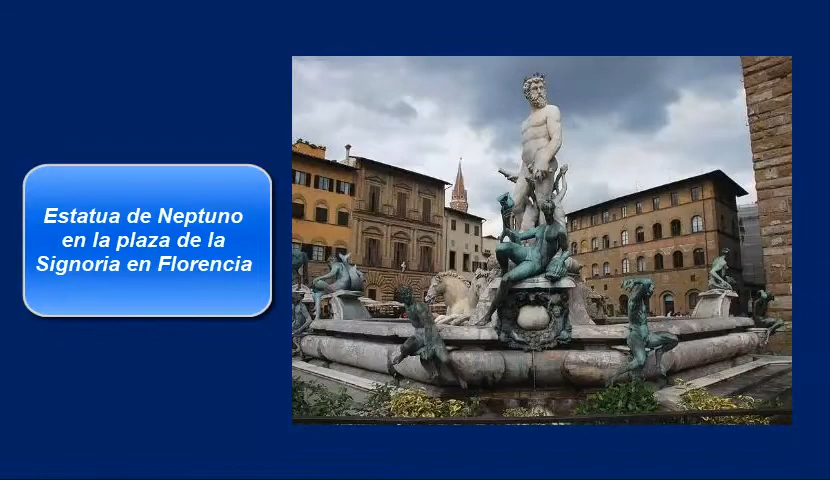 Estatua de Neptuno
en la plaza de la
Signoria en Florencia